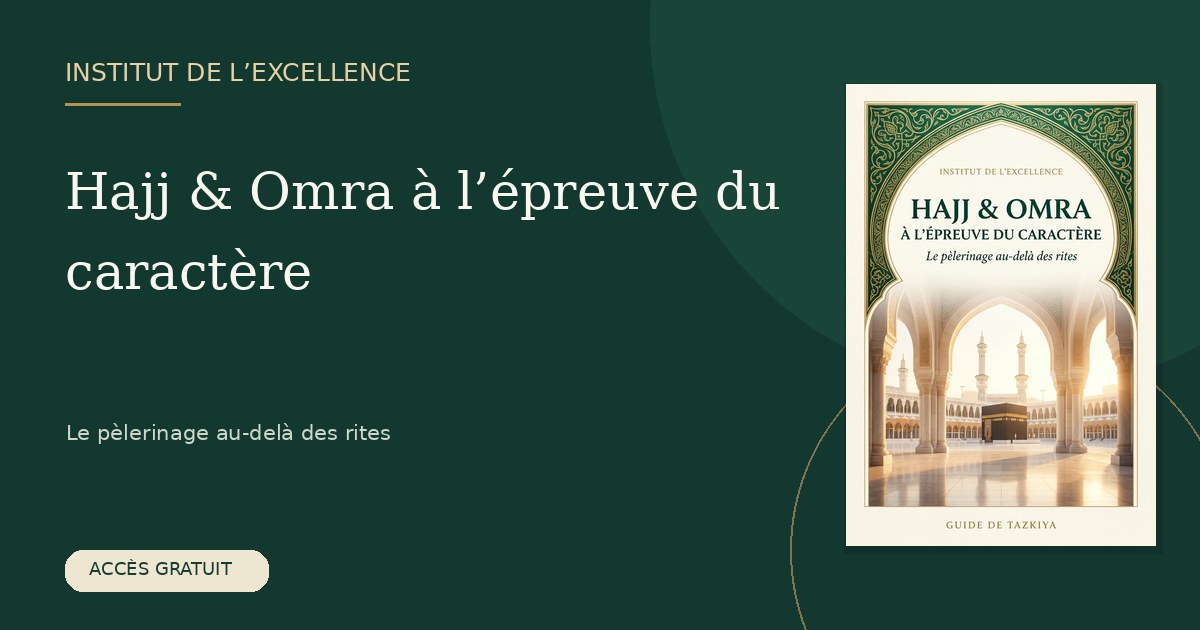 INSTITUT DE L’EXCELLENCE
Hajj & Omra à l’épreuve du
caractère
Le pèlerinage au-delà des rites
ACCÈS GRATUIT
INSTITUT DE L’EXCELLENCE
HAJJ & OMRA
À L’ÉPREUVE DU CARACTÈRE
Le pèlerinage au-delà des rites
GUIDE DE TAZKIYA